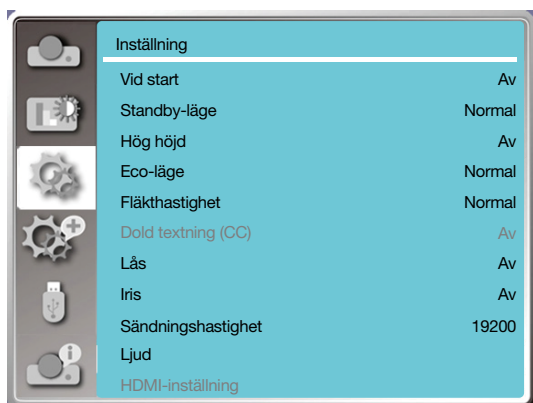 Inställning
Vid start Av
Standby-läge Normal
Hög höjd Av
Eco-läge Normal
Fläkthastighet Normal
Dold textning (CC) Av
Lås Av
Iris Av
Sändningshastighet 19200
Ljud
HDMI-inställning